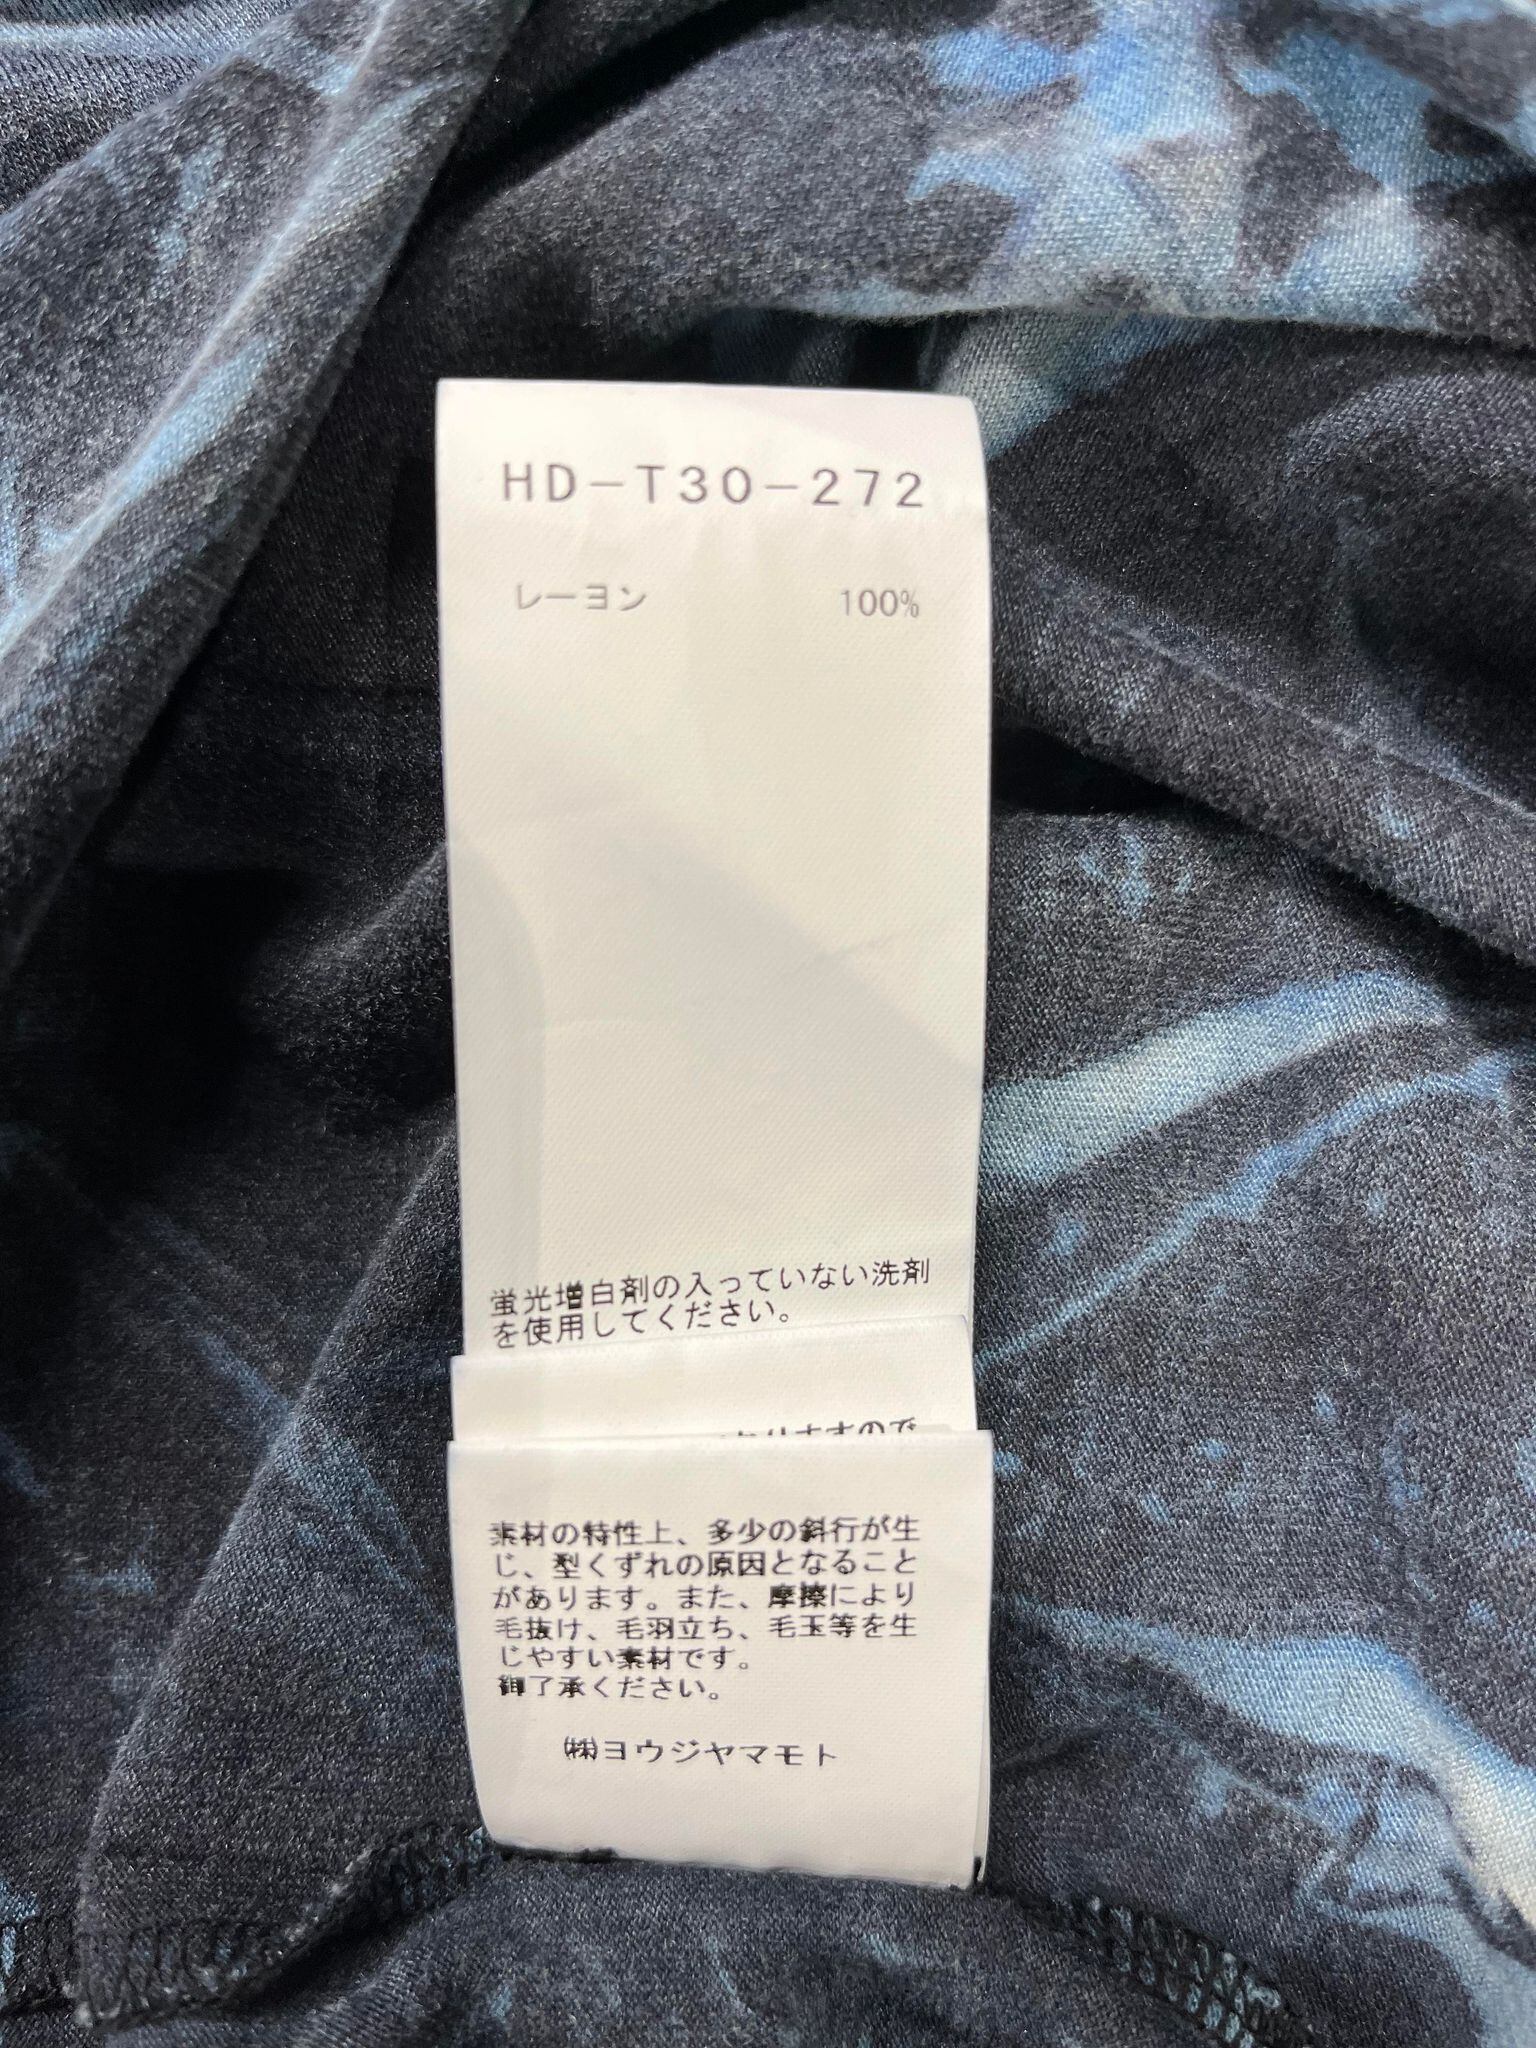 HD-T30-272
レーヨン 100%
蛍光増白剤の入っていない洗剤
を使用してください。
りますので
素材の特性上、多少の斜行が生
じ、型くずれの原因となること
があります。また、摩擦により
毛抜け、毛羽立ち、毛玉等を生
じやすい素材です。
御了承ください。
㈱ヨウジヤマモト